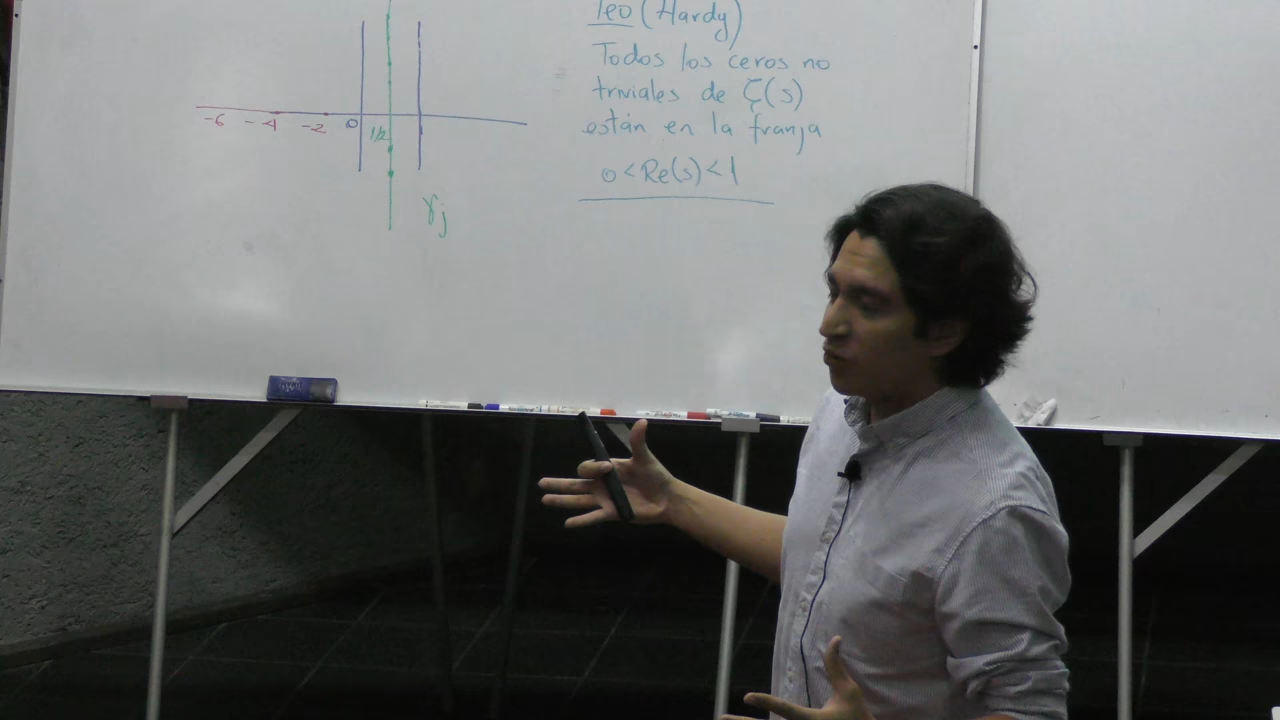 Teo (Hardy)
Todos los ceros no
triviales de ζ(s)
están en la franja
0 < Re(s) < 1
-6 -4 -2 0 1/2
γj